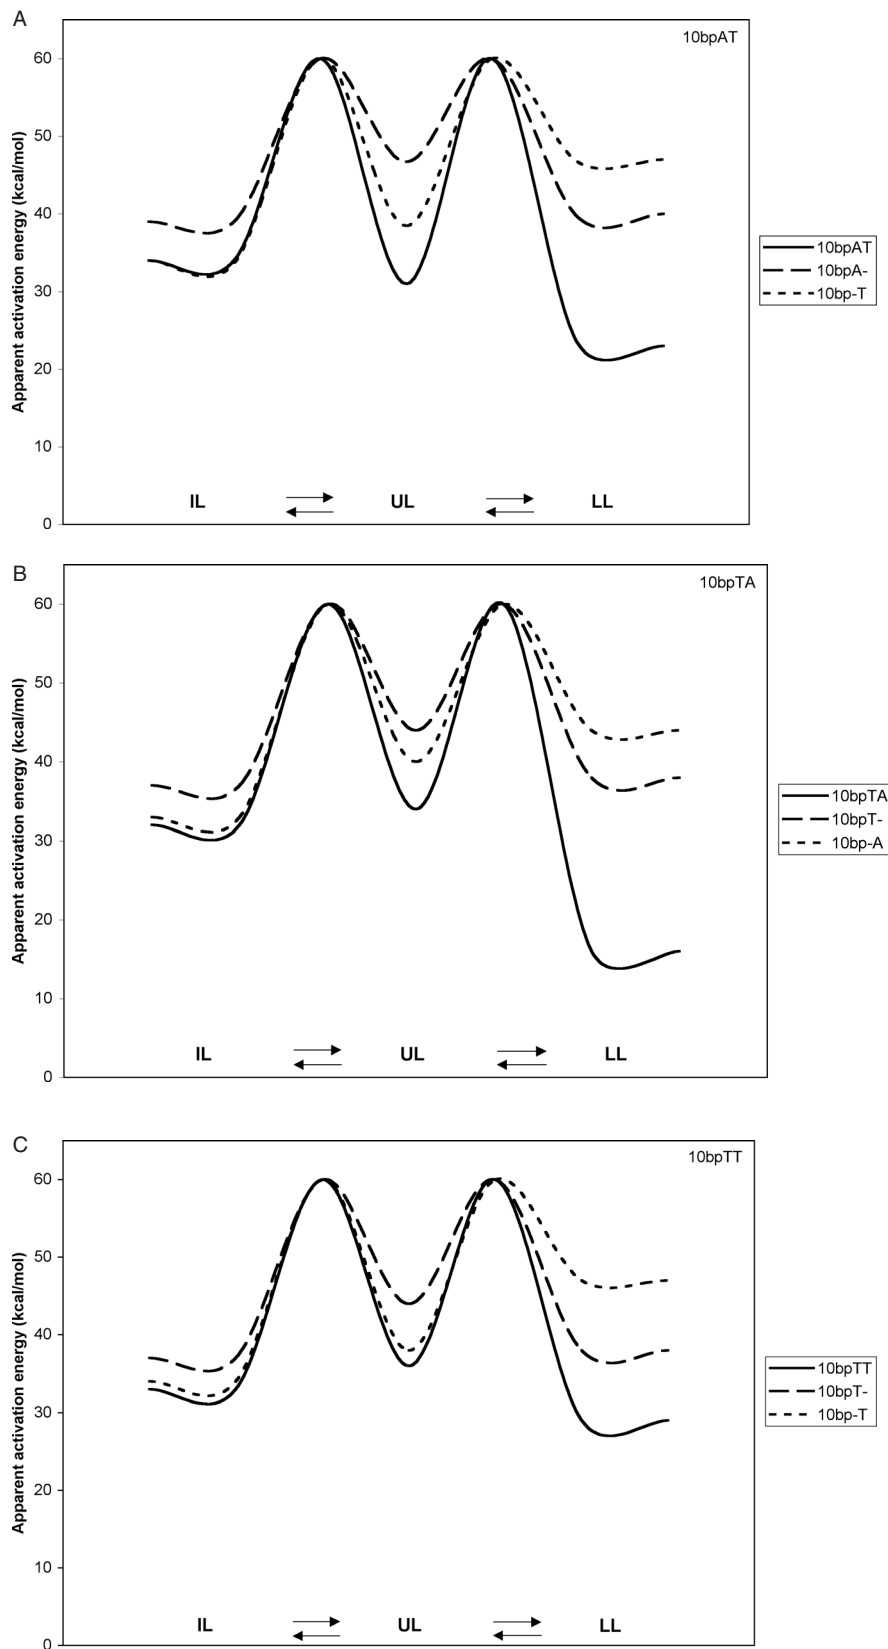 A
10bpAT
Apparent activation energy (kcal/mol)
60
50
40
30
20
10
0
IL
UL
LL
10bpAT
10bpA-
10bp-T
B
10bpTA
Apparent activation energy (kcal/mol)
60
50
40
30
20
10
0
IL
UL
LL
10bpTA
10bpT-
10bp-A
C
10bpTT
Apparent activation energy (kcal/mol)
60
50
40
30
20
10
0
IL
UL
LL
10bpTT
10bpT-
10bp-T